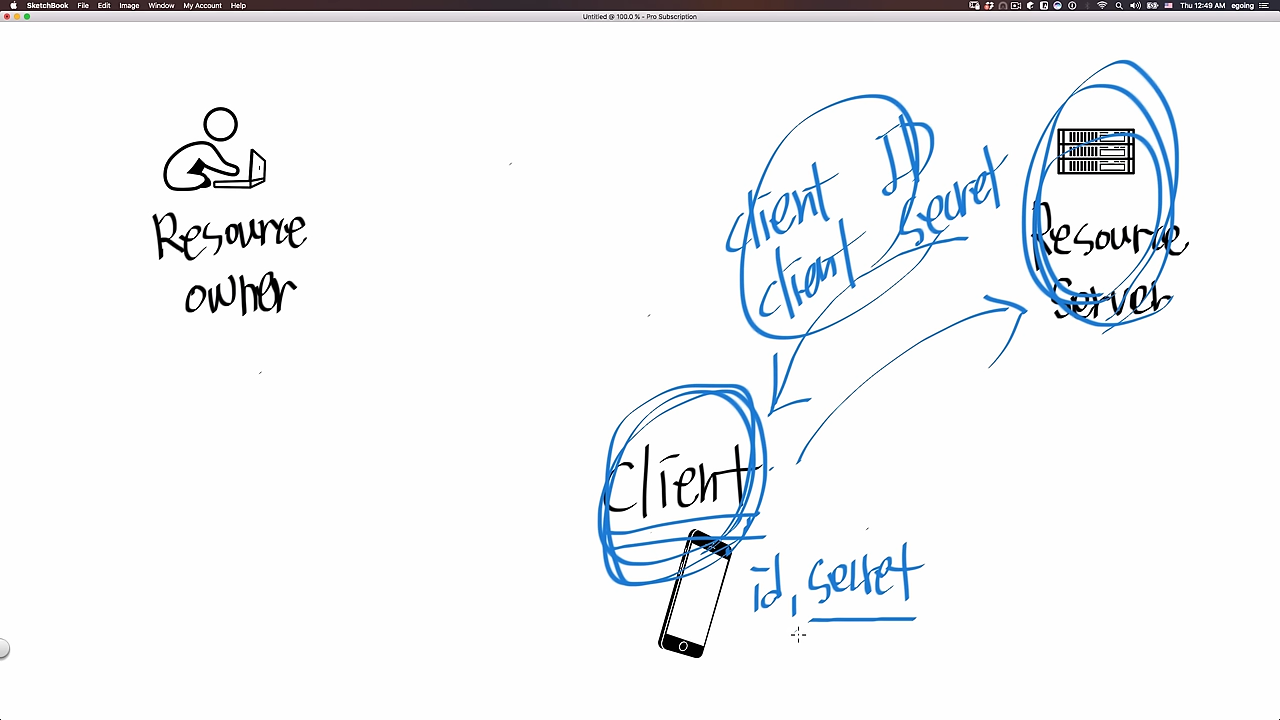 SketchBook File Edit Image Window My Account Help
Thu 12:49 AM egoing
Untitled @ 100.0 % - Pro Subscription
Resource
owner
client ID
client secret
Resource
Server
Client
id, secret